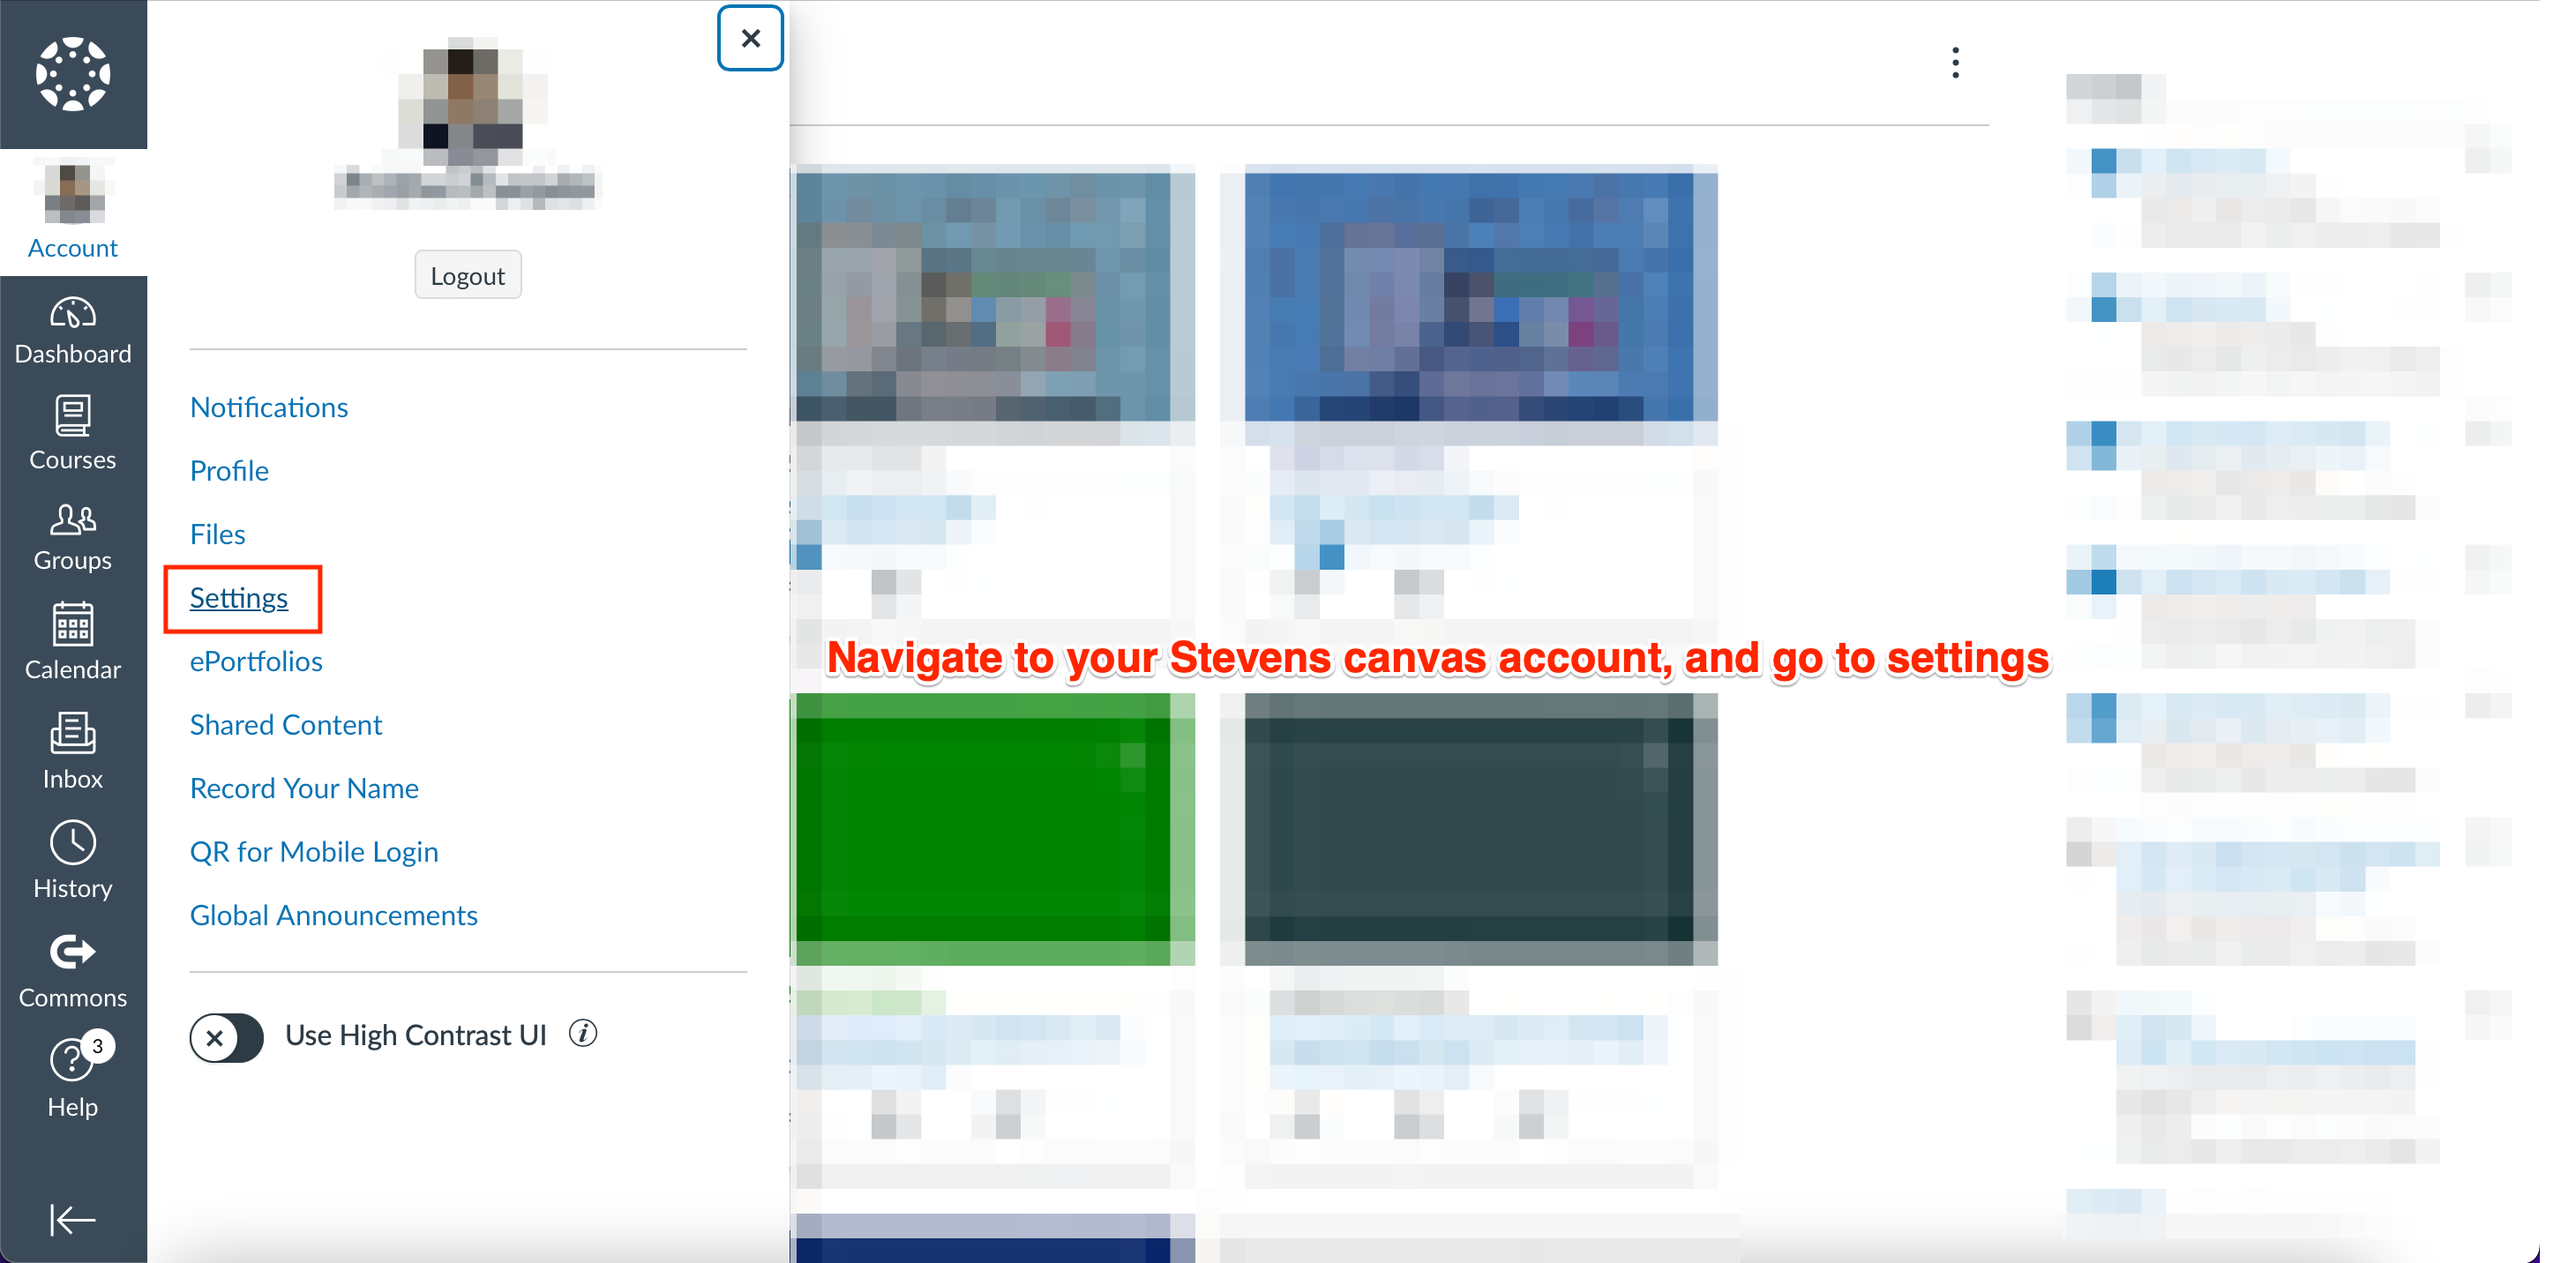 Account
Dashboard
Courses
Groups
Calendar
Inbox
History
Commons
3
Help
Logout
Notifications
Profile
Files
Settings
ePortfolios
Shared Content
Record Your Name
QR for Mobile Login
Global Announcements
Use High Contrast UI
Navigate to your Stevens canvas account, and go to settings